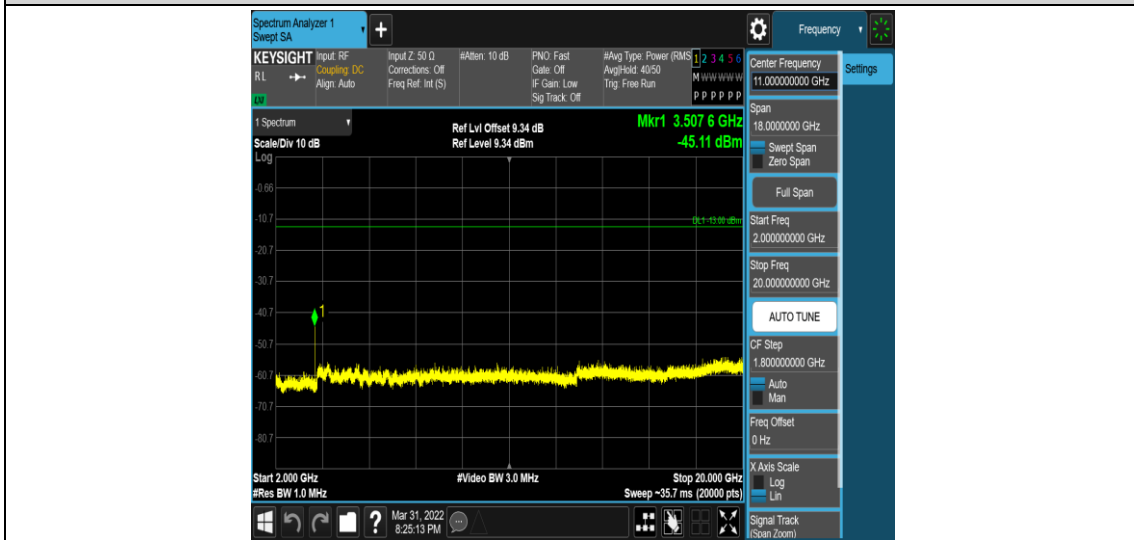 Spectrum Analyzer 1
Swept SA
+
Frequency
KEYSIGHT
RL
Input: RF
Coupling: DC
Align: Auto
Input Z: 50 Ω
Corrections: Off
Freq Ref: Int (S)
#Atten: 10 dB
PNO: Fast
Gate: Off
IF Gain: Low
Sig Track: Off
#Avg Type: Power (RMS
Avg|Hold: 40/50
Trig: Free Run
1 2 3 4 5 6
M W W W W W
P P P P P P
LXI
Center Frequency
11.000000000 GHz
Settings
Span
18.0000000 GHz
Swept Span
Zero Span
Full Span
Start Freq
2.000000000 GHz
Stop Freq
20.000000000 GHz
AUTO TUNE
CF Step
1.800000000 GHz
Auto
Man
Freq Offset
0 Hz
X Axis Scale
Log
Lin
Signal Track
(Span Zoom)
1 Spectrum
Scale/Div 10 dB
Log
Ref Lvl Offset 9.34 dB
Ref Level 9.34 dBm
Mkr1 3.507 6 GHz
-45.11 dBm
-0.66
-10.7
DL1 -13.00 dBm
-20.7
-30.7
-40.7
1
-50.7
-60.7
-70.7
-80.7
Start 2.000 GHz
#Video BW 3.0 MHz
Stop 20.000 GHz
#Res BW 1.0 MHz
Sweep ~35.7 ms (20000 pts)
?
Mar 31, 2022
8:25:13 PM